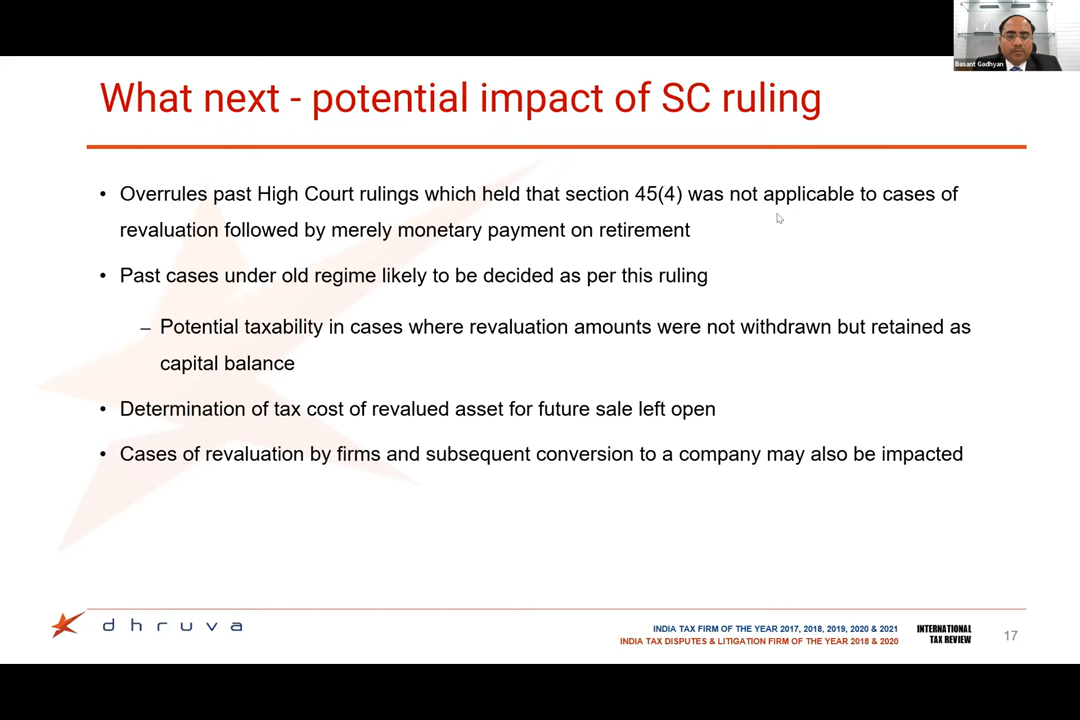 Basant Gadhyan
What next - potential impact of SC ruling
• Overrules past High Court rulings which held that section 45(4) was not applicable to cases of
revaluation followed by merely monetary payment on retirement
• Past cases under old regime likely to be decided as per this ruling
– Potential taxability in cases where revaluation amounts were not withdrawn but retained as
capital balance
• Determination of tax cost of revalued asset for future sale left open
• Cases of revaluation by firms and subsequent conversion to a company may also be impacted
dhruva
INDIA TAX FIRM OF THE YEAR 2017, 2018, 2019, 2020 & 2021
INDIA TAX DISPUTES & LITIGATION FIRM OF THE YEAR 2018 & 2020
INTERNATIONAL
TAX REVIEW
17